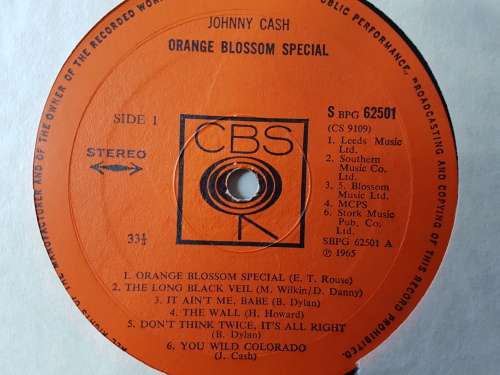 JOHNNY CASH
ORANGE BLOSSOM SPECIAL
SIDE 1
STEREO
33⅓
CBS
S BPG 62501
(CS 9109)
1. Leeds Music
Ltd.
2. Southern
Music Co.
Ltd.
3. 5. Blossom
Music Ltd.
4. MCPS
6. Stork Music
Pub. Co.
Ltd.
SBPG 62501 A
℗ 1965
1. ORANGE BLOSSOM SPECIAL (E. T. Rouse)
2. THE LONG BLACK VEIL (M. Wilkin/D. Danny)
3. IT AIN'T ME, BABE (B. Dylan)
4. THE WALL (H. Howard)
5. DON'T THINK TWICE, IT'S ALL RIGHT
(B. Dylan)
6. YOU WILD COLORADO
(J. Cash)
MANUFACTURER AND OF THE OWNER OF THE RECORDED WORK
PUBLIC PERFORMANCE, BROADCASTING AND COPYING OF THIS RECORD PROHIBITED.